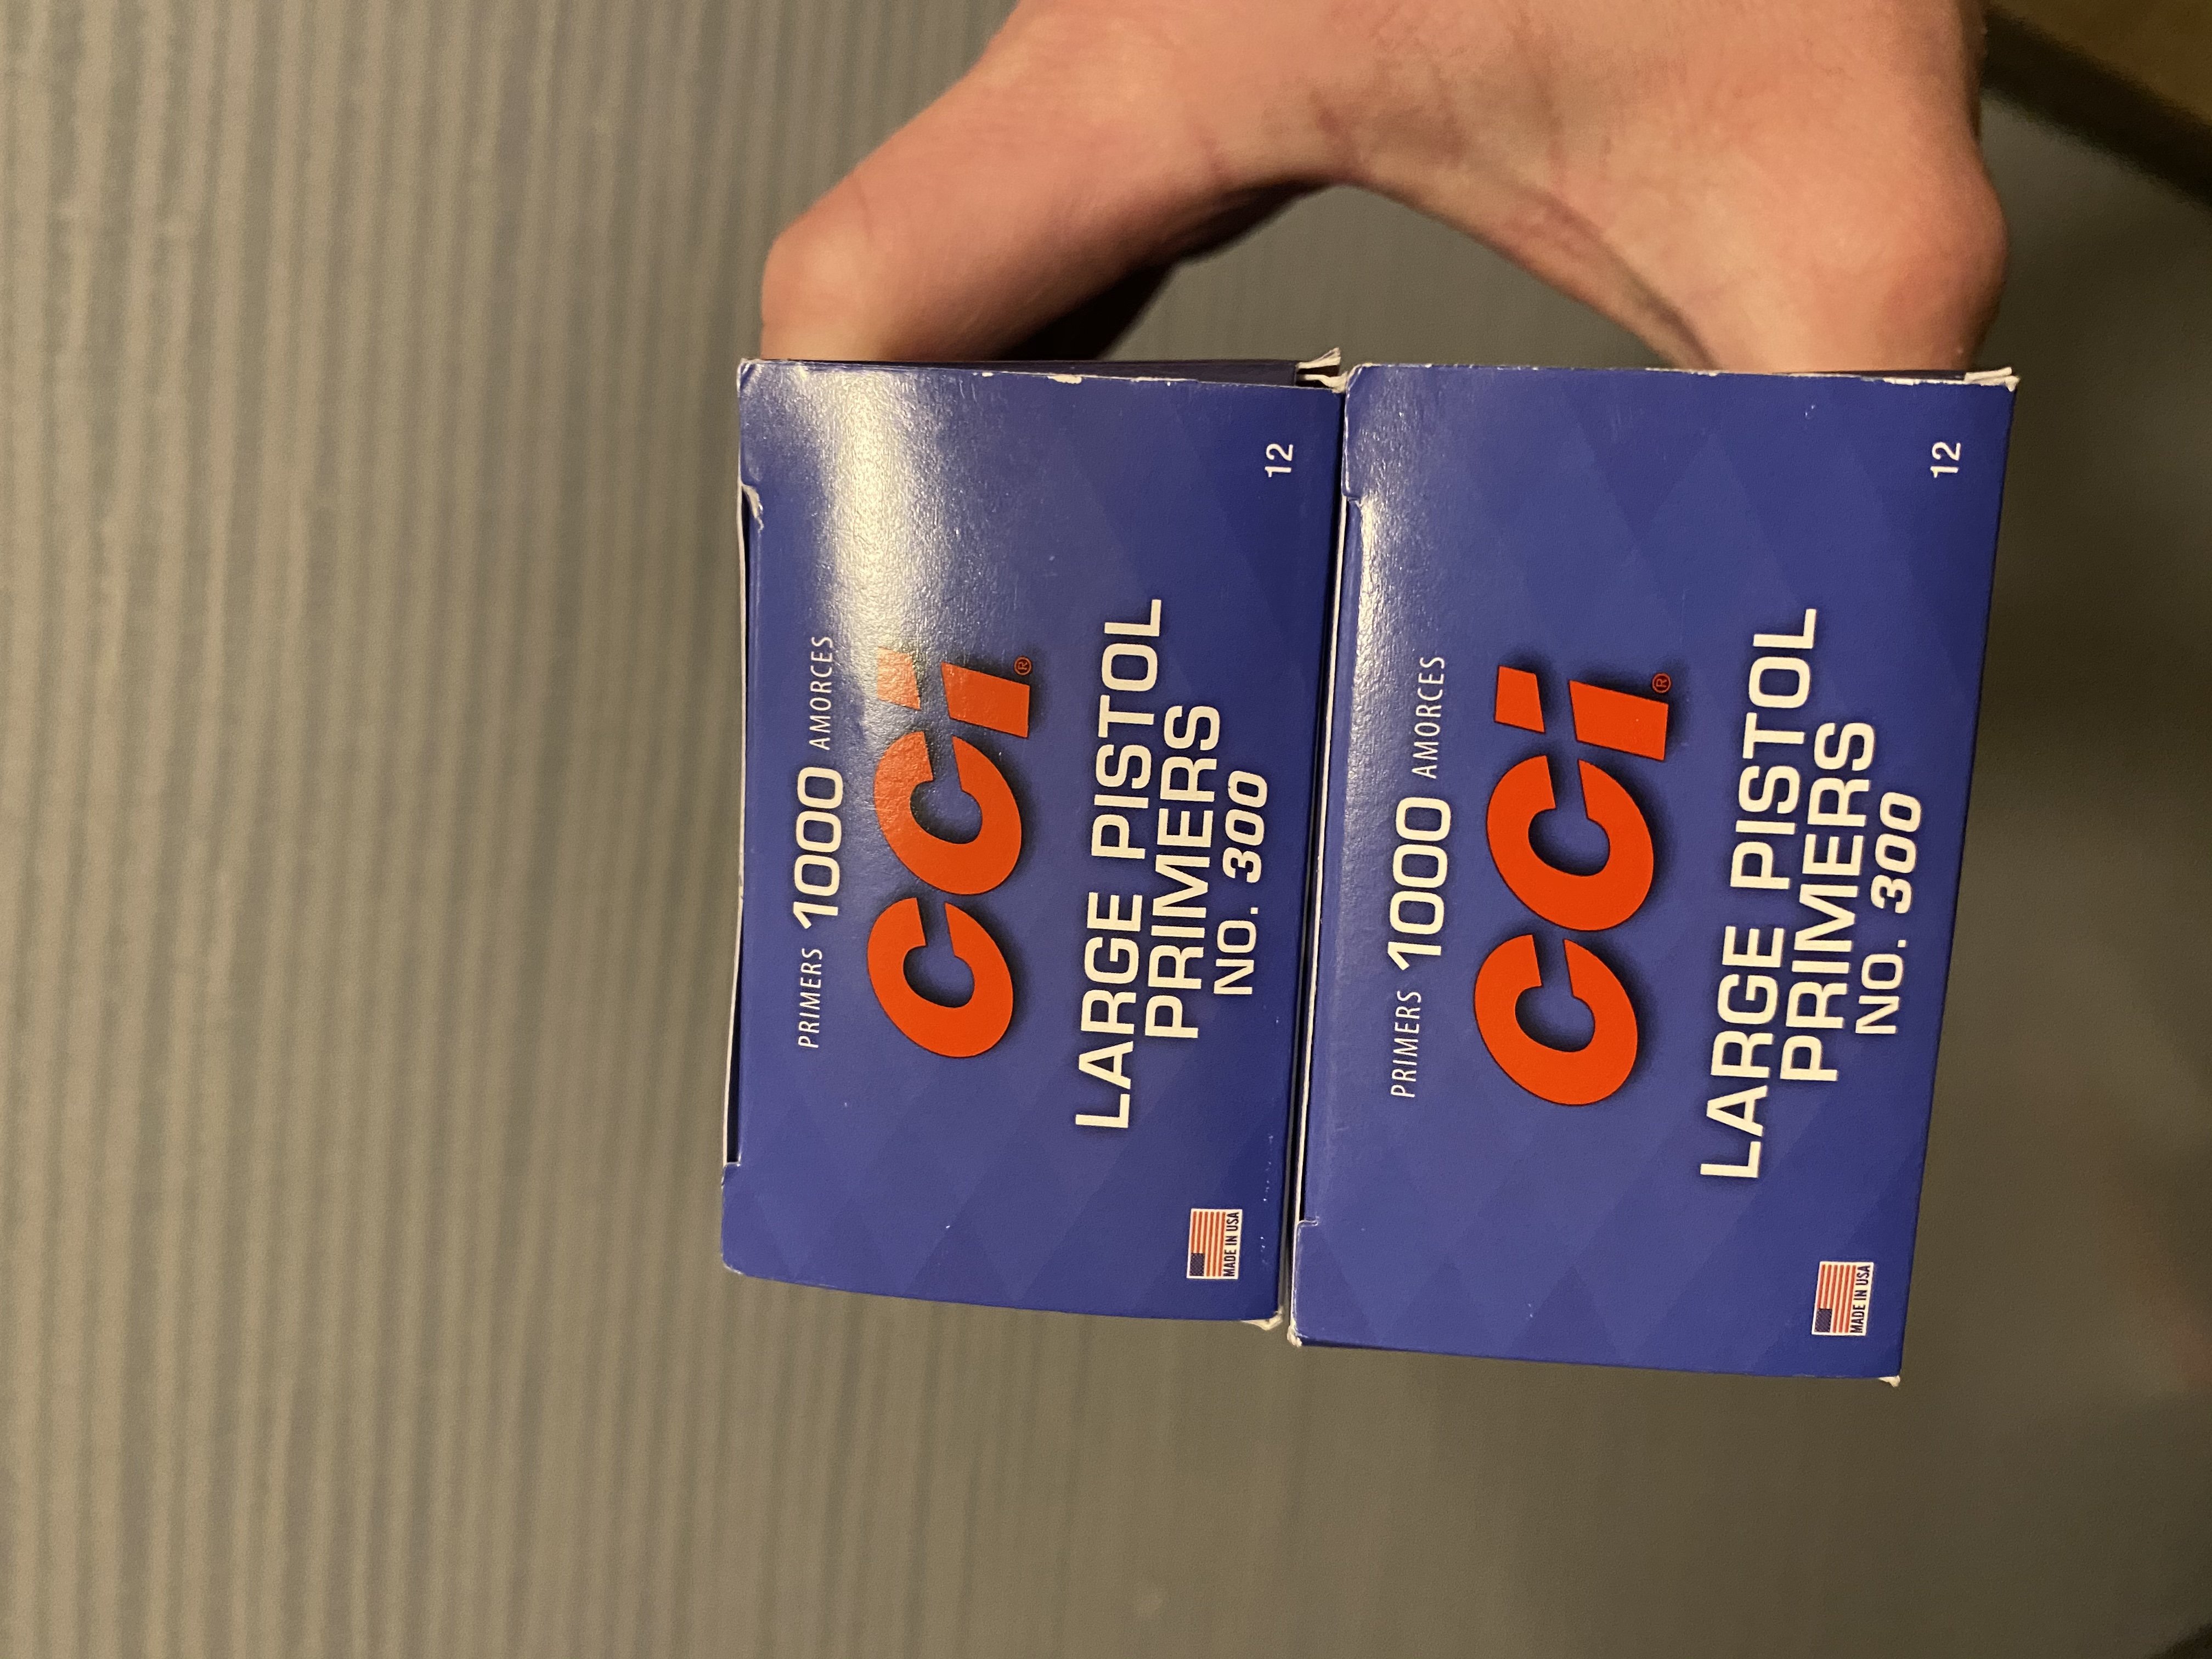 PRIMERS 1000 AMORCES
CCI®
LARGE PISTOL
PRIMERS
NO. 300
MADE IN USA
12
PRIMERS 1000 AMORCES
CCI®
LARGE PISTOL
PRIMERS
NO. 300
MADE IN USA
12